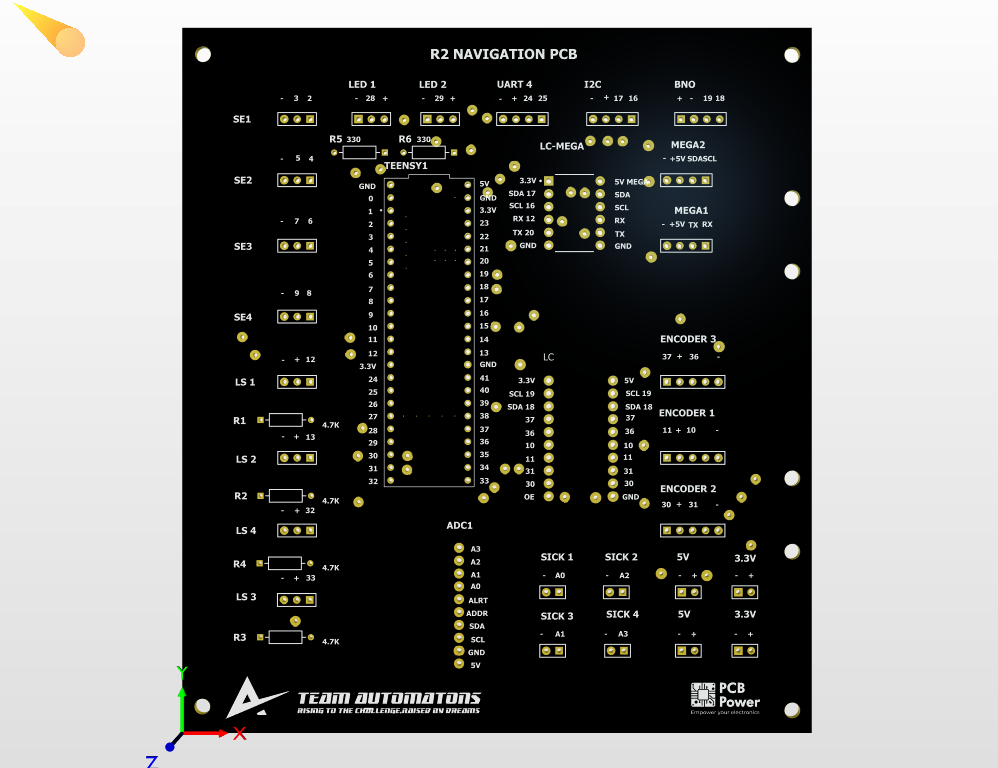 R2 NAVIGATION PCB
LED 1 LED 2 UART 4 I2C BNO
- 3 2 - 28 + - 29 + - + 24 25 - + 17 16 + - 19 18
SE1
R5 330 R6 330 LC-MEGA MEGA2
- 5 4 TEENSY1 - +5V SDA SCL
SE2
GND 5V 3.3V 5V MEGA
0 GND SDA 17 SDA
1 3.3V SCL 16 SCL MEGA1
- 7 6 2 23 RX 12 RX - +5V TX RX
3 22 TX 20 TX
SE3 4 21 GND GND
5 20
6 19
7 18
- 9 8 8 17
9 16
SE4 10 15
11 14 ENCODER 3
12 13 LC 37 + 36 -
- + 12 3.3V GND
LS 1 24 41 3.3V 5V
25 40 SCL 19 SCL 19
26 39 SDA 18 SDA 18 ENCODER 1
R1 4.7K 27 38 37 37
- + 13 28 37 36 36 11 + 10 -
29 36 10 10
LS 2 30 35 11 11
31 34 31 31
32 33 30 30 ENCODER 2
R2 4.7K OE GND 30 + 31 -
- + 32
LS 4 ADC1
A3 SICK 1 SICK 2 5V 3.3V
R4 4.7K A2
- + 33 A1 - A0 - A2 - + - +
A0
LS 3 ALRT
ADDR SICK 3 SICK 4 5V 3.3V
SDA
R3 4.7K SCL - A1 - A3 - + - +
GND
5V
TEAM AUTOMATONS
RISING TO THE CHALLENGE,RAISED BY DREAMS
PCB
Power
Empower your electronics
Y
X
Z